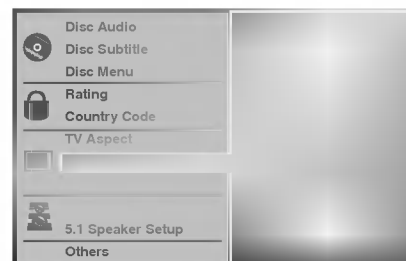 Disc Audio
Disc Subtitle
Disc Menu
Rating
Country Code
TV Aspect
5.1 Speaker Setup
Others